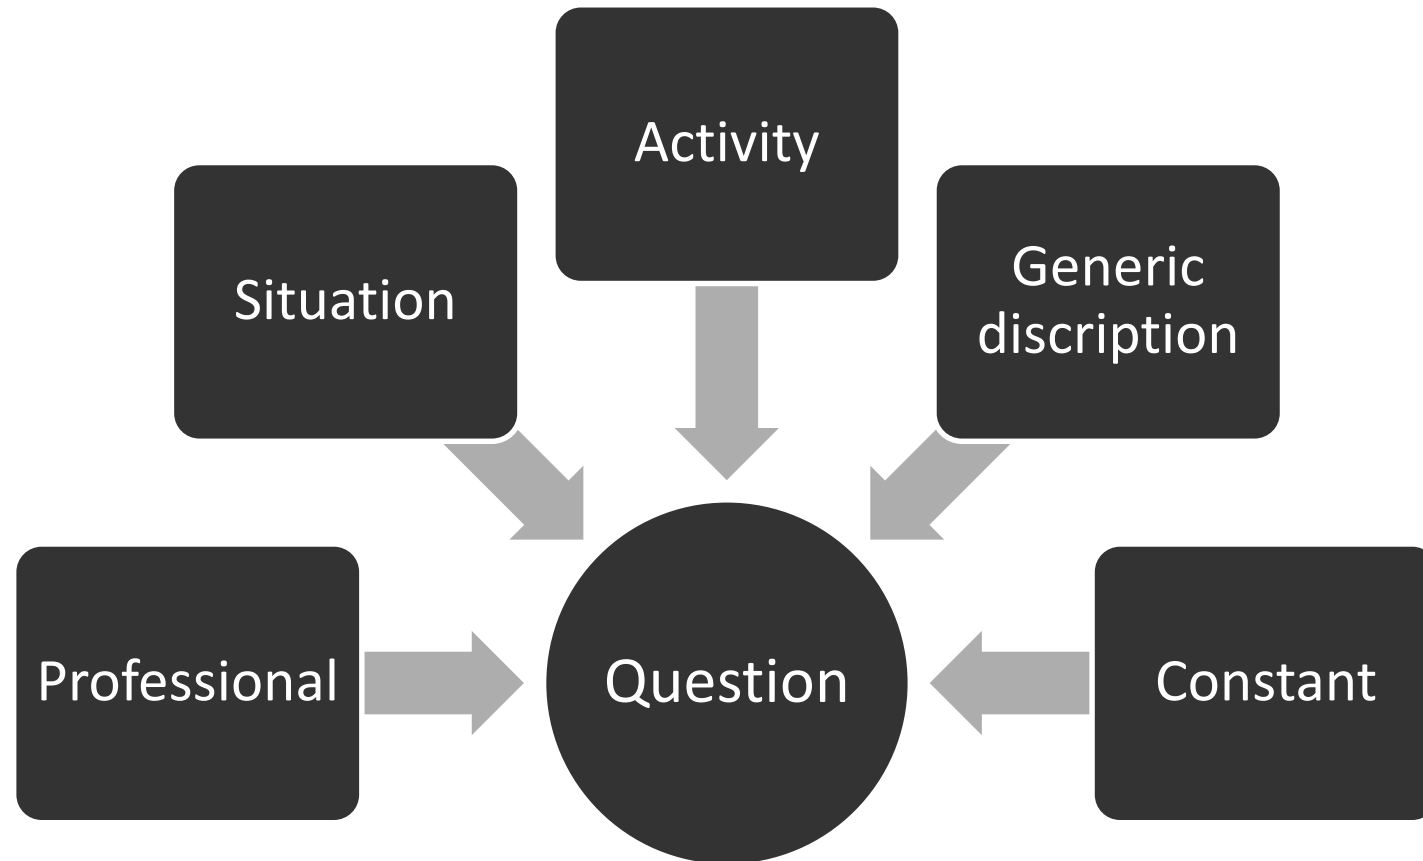 Activity
Situation
Generic
discription
Professional
Question
Constant